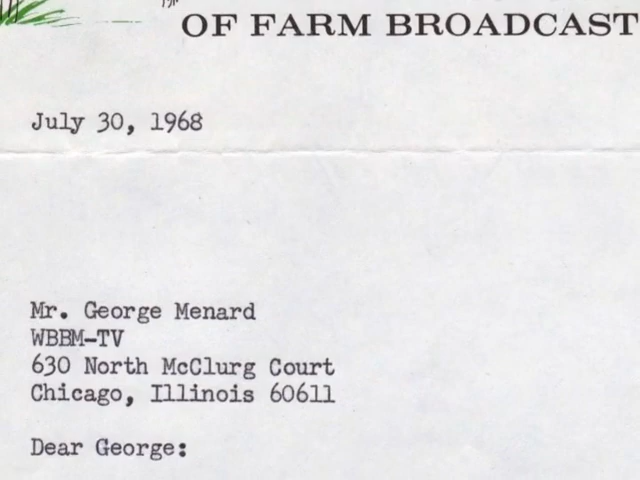 OF FARM BROADCAST
July 30, 1968
Mr. George Menard
WBBM-TV
630 North McClurg Court
Chicago, Illinois 60611
Dear George: